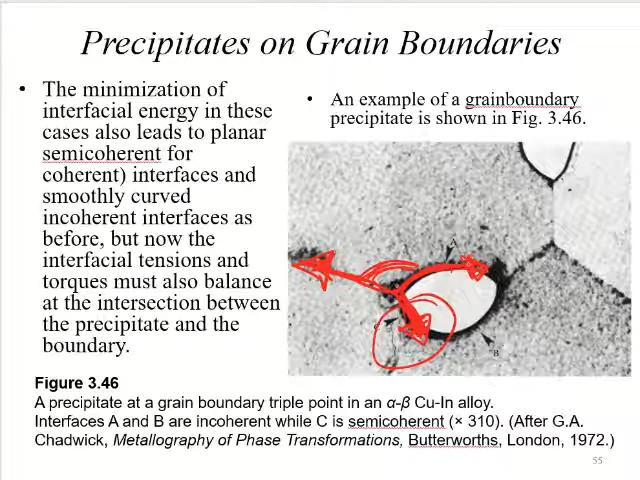 Precipitates on Grain Boundaries
• The minimization of
interfacial energy in these
cases also leads to planar
semicoherent for
coherent) interfaces and
smoothly curved
incoherent interfaces as
before, but now the
interfacial tensions and
torques must also balance
at the intersection between
the precipitate and the
boundary.
• An example of a grainboundary
precipitate is shown in Fig. 3.46.
A
C
B
Figure 3.46
A precipitate at a grain boundary triple point in an α-β Cu-In alloy.
Interfaces A and B are incoherent while C is semicoherent (× 310). (After G.A.
Chadwick, Metallography of Phase Transformations, Butterworths, London, 1972.)
55